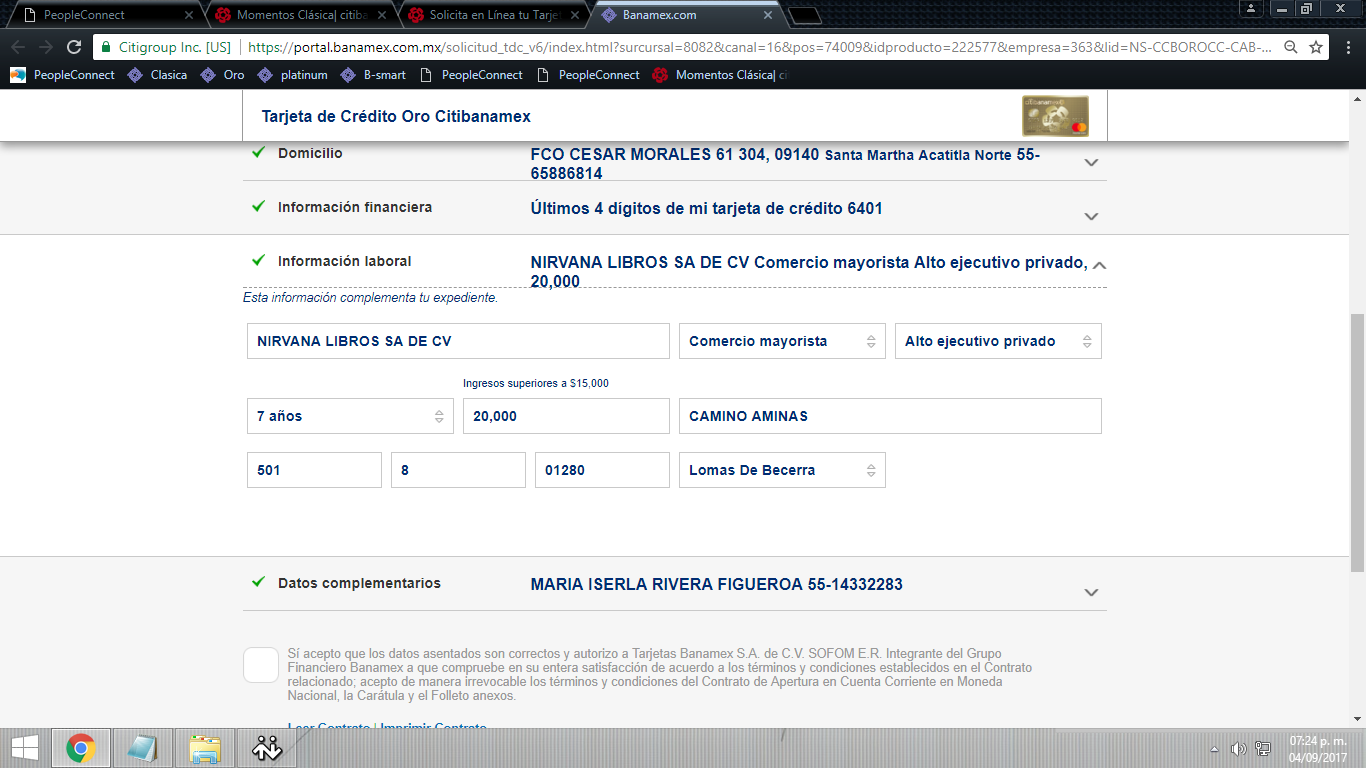 PeopleConnect
Momentos Clásica| citiba
Solicita en Línea tu Tarje
Banamex.com
Citigroup Inc. [US] https://portal.banamex.com.mx/solicitud_tdc_v6/index.html?surcursal=8082&canal=16&pos=74009&idproducto=222577&empresa=363&lid=NS-CCBOROCC-CAB-...
PeopleConnect Clasica Oro platinum B-smart PeopleConnect PeopleConnect Momentos Clásica| ci
Tarjeta de Crédito Oro Citibanamex
Domicilio
FCO CESAR MORALES 61 304, 09140 Santa Martha Acatitla Norte 55-
65886814
Información financiera
Últimos 4 dígitos de mi tarjeta de crédito 6401
Información laboral
NIRVANA LIBROS SA DE CV Comercio mayorista Alto ejecutivo privado,
20,000
Esta información complementa tu expediente.
NIRVANA LIBROS SA DE CV
Comercio mayorista
Alto ejecutivo privado
Ingresos superiores a $15,000
7 años
20,000
CAMINO AMINAS
501
8
01280
Lomas De Becerra
Datos complementarios
MARIA ISERLA RIVERA FIGUEROA 55-14332283
Sí acepto que los datos asentados son correctos y autorizo a Tarjetas Banamex S.A. de C.V. SOFOM E.R. Integrante del Grupo
Financiero Banamex a que compruebe en su entera satisfacción de acuerdo a los términos y condiciones establecidos en el Contrato
relacionado; acepto de manera irrevocable los términos y condiciones del Contrato de Apertura en Cuenta Corriente en Moneda
Nacional, la Carátula y el Folleto anexos.
Leer Contrato | Imprimir Contrato
07:24 p. m.
04/09/2017